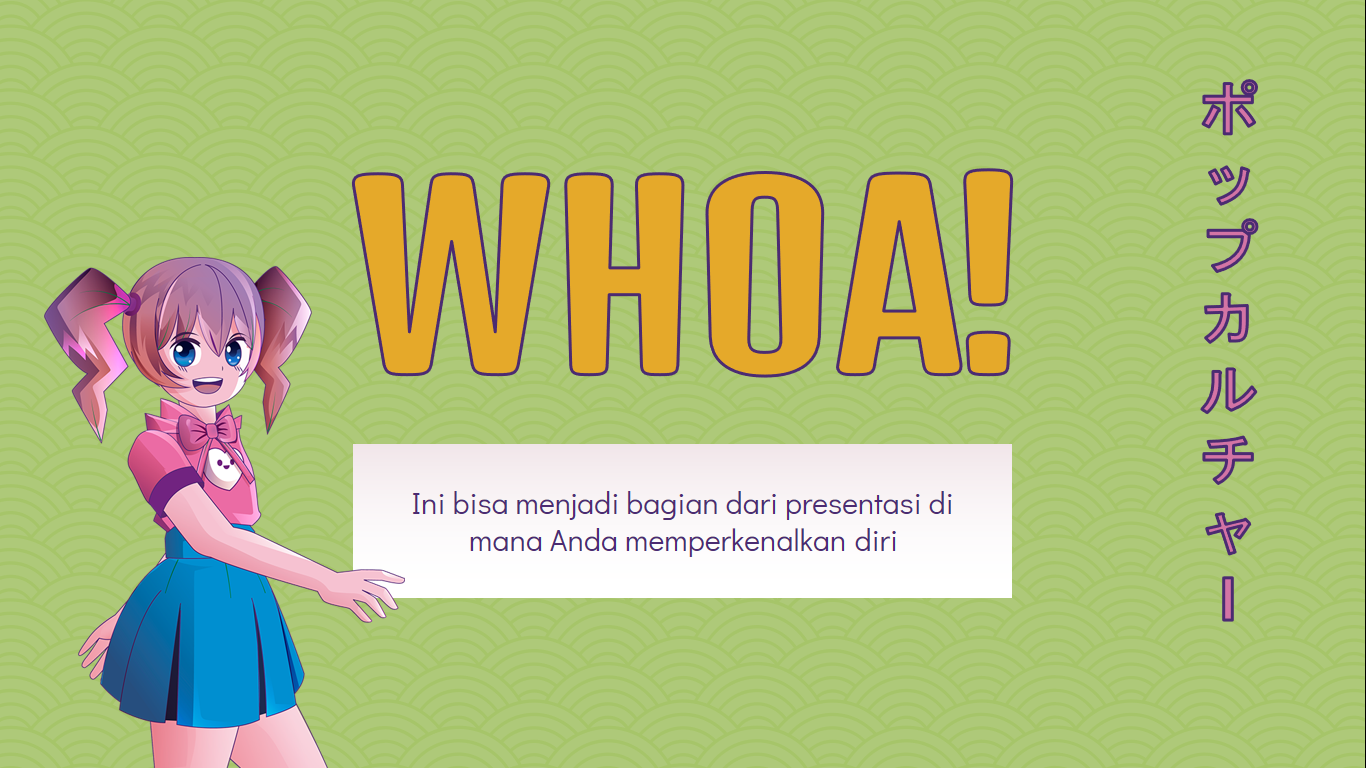 WHOA!
Ini bisa menjadi bagian dari presentasi di
mana Anda memperkenalkan diri
ポップカルチャー